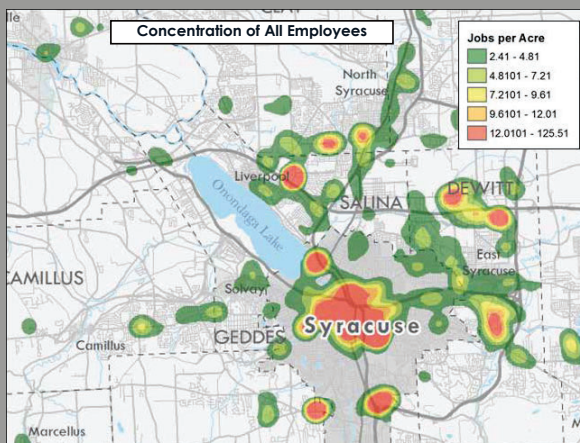 Concentration of All Employees
Jobs per Acre
2.41 - 4.81
4.8101 - 7.21
7.2101 - 9.61
9.6101 - 12.01
12.0101 - 125.51
North
Syracuse
Liverpool
Onondaga Lake
SALINA
DEWITT
East
Syracuse
CAMILLUS
Solvay
Syracuse
GEDDES
Camillus
Marcellus